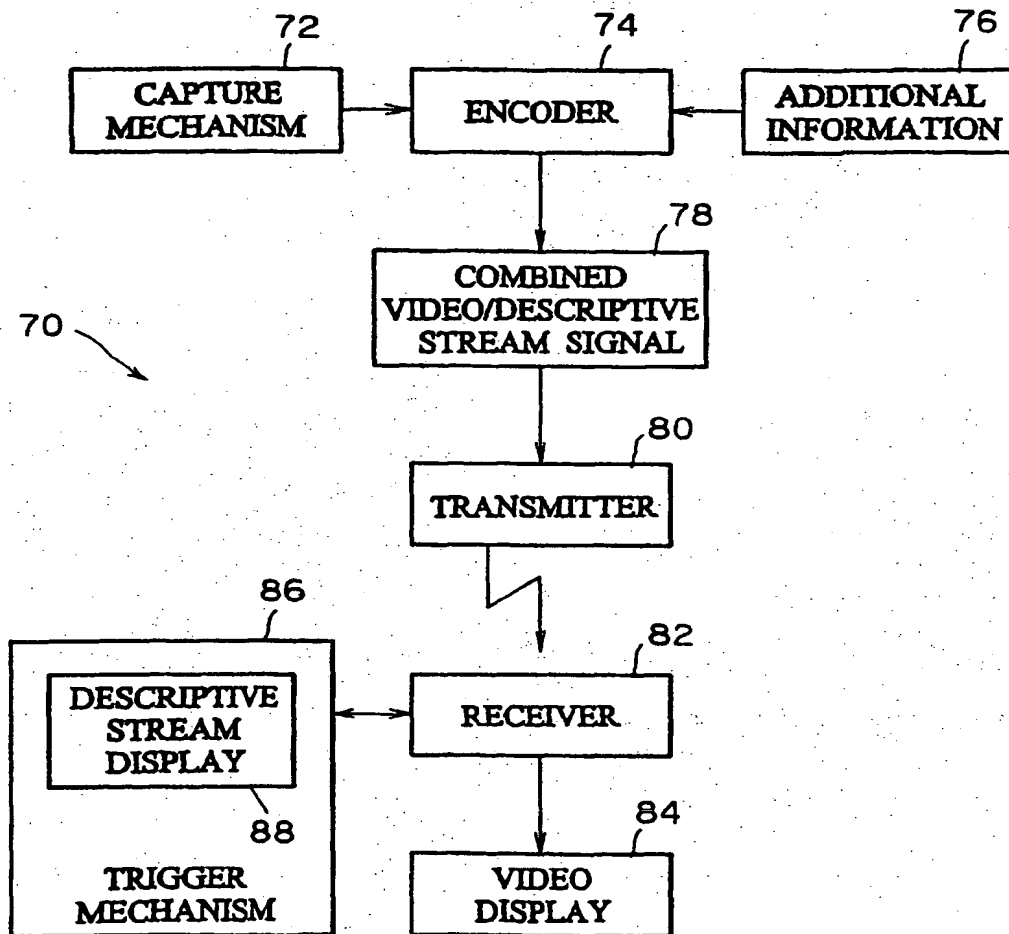 72
74
76
CAPTURE
MECHANISM
ENCODER
ADDITIONAL
INFORMATION
78
COMBINED
VIDEO/DESCRIPTIVE
STREAM SIGNAL
70
80
TRANSMITTER
86
82
DESCRIPTIVE
STREAM
DISPLAY
RECEIVER
88
84
TRIGGER
MECHANISM
VIDEO
DISPLAY